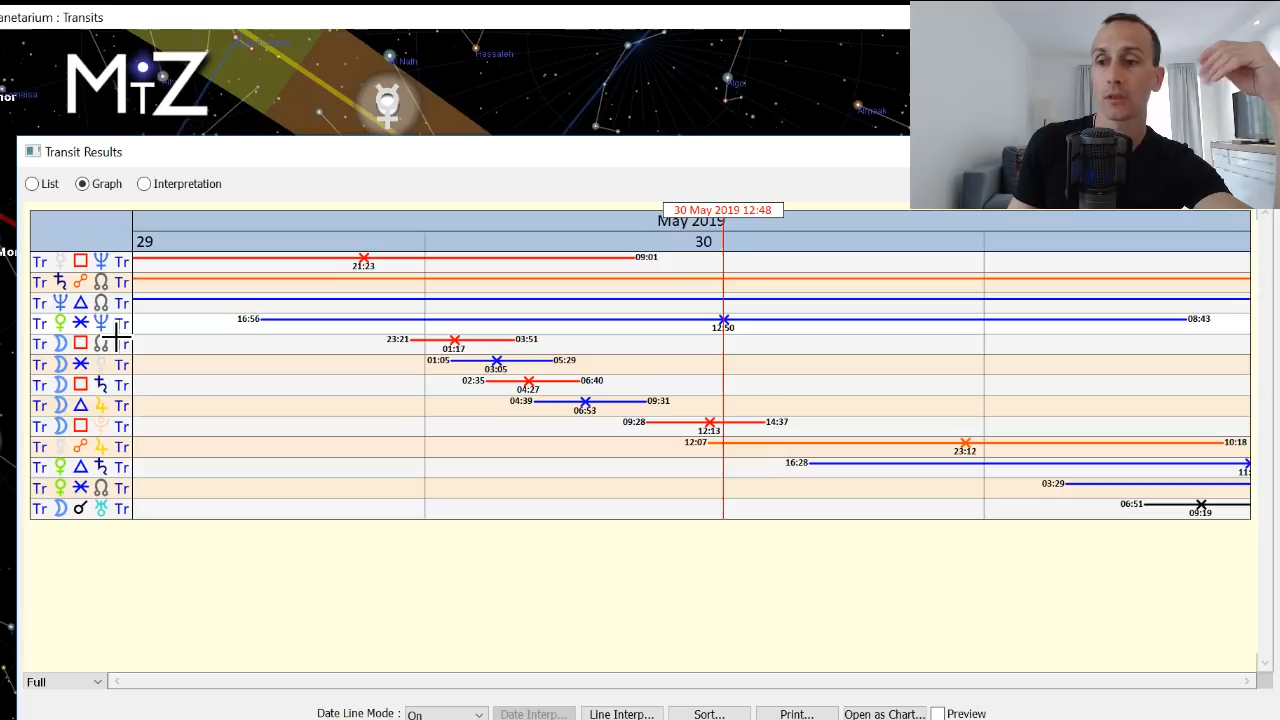 anetarium : Transits
MTZ
Nath
Hassaleh
Algol
Almaak
Transit Results
List
Graph
Interpretation
30 May 2019 12:48
May 2019
29
30
Tr Tr
21:23
09:01
Tr Tr
Tr Tr
Tr Tr
16:56
12:50
08:43
Tr Tr
23:21
01:17
03:51
Tr Tr
01:05
03:05
05:29
Tr Tr
02:35
04:27
06:40
Tr Tr
04:39
06:53
09:31
Tr Tr
09:28
12:13
14:37
Tr Tr
12:07
23:12
10:18
Tr Tr
16:28
11:
Tr Tr
03:29
Tr Tr
06:51
09:19
Full
Date Line Mode :
On
Date Interp...
Line Interp...
Sort...
Print...
Open as Chart...
Preview